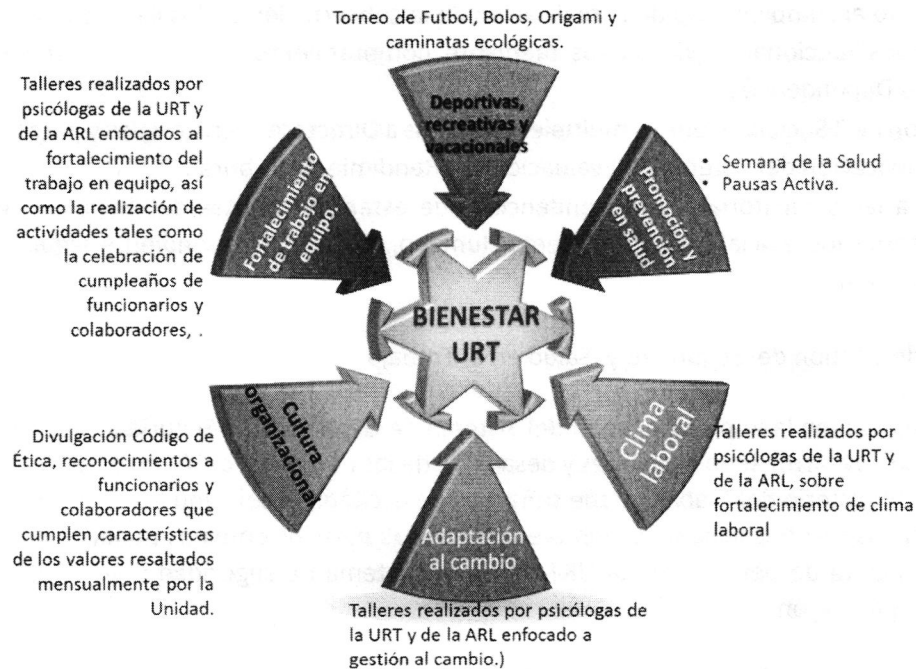 Torneo de Futbol, Bolos, Origami y
caminatas ecológicas.
Deportivas,
recreativas y
vacacionales
Talleres realizados por
psicólogas de la URT y
de la ARL enfocados al
fortalecimiento del
trabajo en equipo, así
como la realización de
actividades tales como
la celebración de
cumpleaños de
funcionarios y
colaboradores, .
Fortalecimiento
de trabajo en
equipo.
• Semana de la Salud
• Pausas Activa.
Promoción y
prevención
en salud
BIENESTAR
URT
Cultura
organizacional
Divulgación Código de
Ética, reconocimientos a
funcionarios y
colaboradores que
cumplen características
de los valores resaltados
mensualmente por la
Unidad.
Clima
laboral
Talleres realizados por
psicólogas de la URT y
de la ARL, sobre
fortalecimiento de clima
laboral
Adaptación
al cambio
Talleres realizados por psicólogas de
la URT y de la ARL enfocado a
gestión al cambio.)